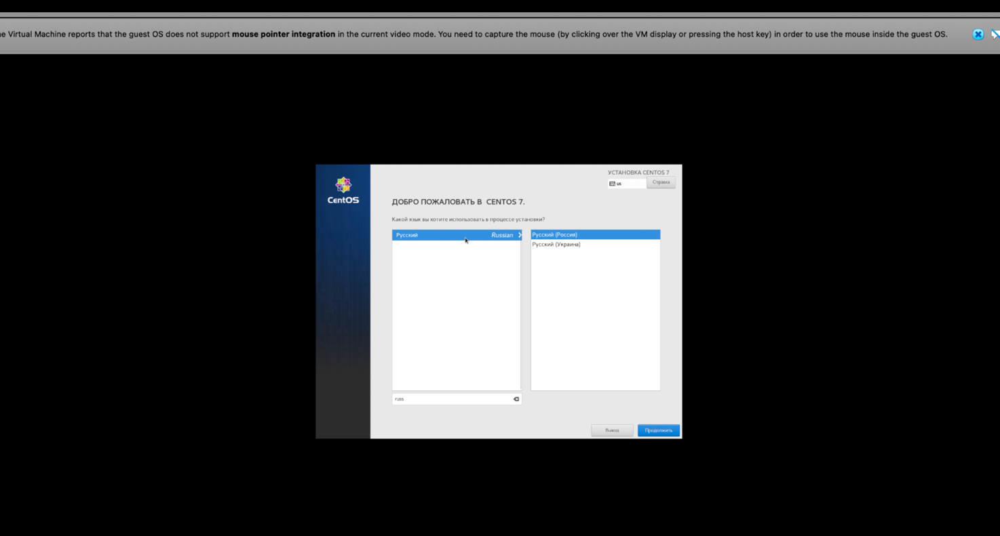 e Virtual Machine reports that the guest OS does not support mouse pointer integration in the current video mode. You need to capture the mouse (by clicking over the VM display or pressing the host key) in order to use the mouse inside the guest OS.
УСТАНОВКА CENTOS 7
us
Справка
CentOS
ДОБРО ПОЖАЛОВАТЬ В CENTOS 7.
Какой язык вы хотите использовать в процессе установки?
Русский Russian
Русский (Россия)
Русский (Украина)
russ
Выход
Продолжить